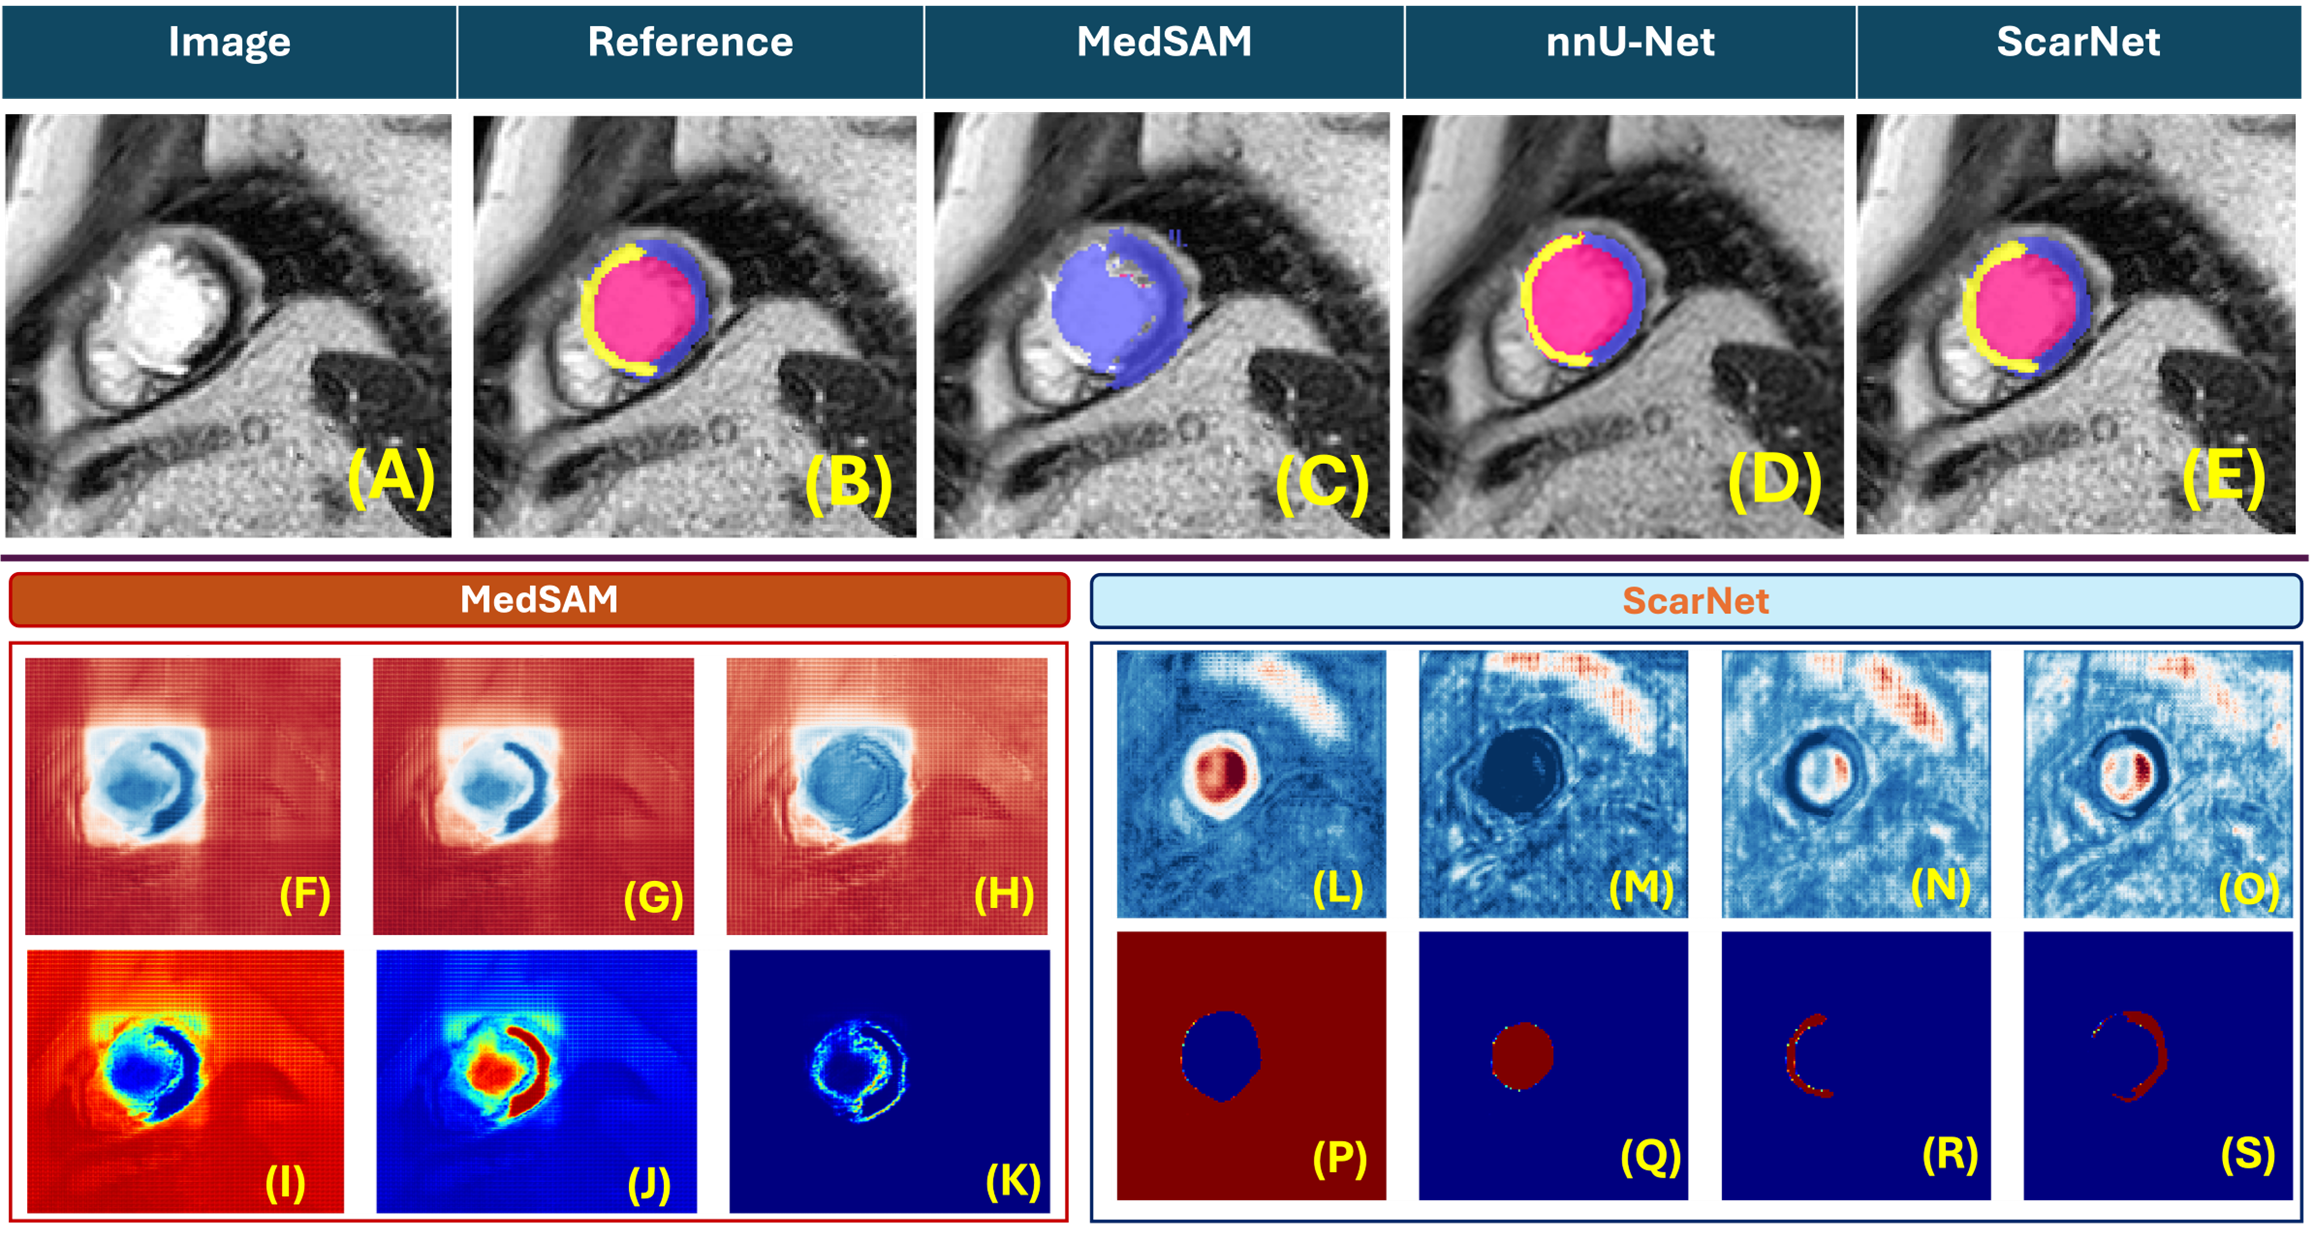 Image Reference MedSAM nnU-Net ScarNet
(A) (B) (C) (D) (E)
MedSAM ScarNet
(F) (G) (H) (L) (M) (N) (O)
(I) (J) (K) (P) (Q) (R) (S)